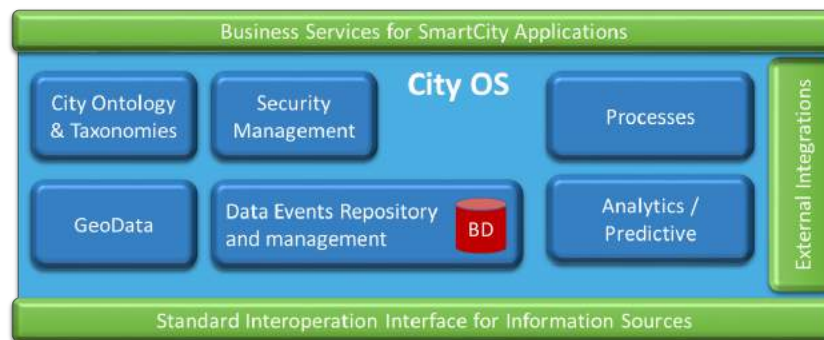 Business Services for SmartCity Applications
City OS
City Ontology
& Taxonomies
Security
Management
Processes
GeoData
Data Events Repository
and management
BD
Analytics /
Predictive
External Integrations
Standard Interoperation Interface for Information Sources